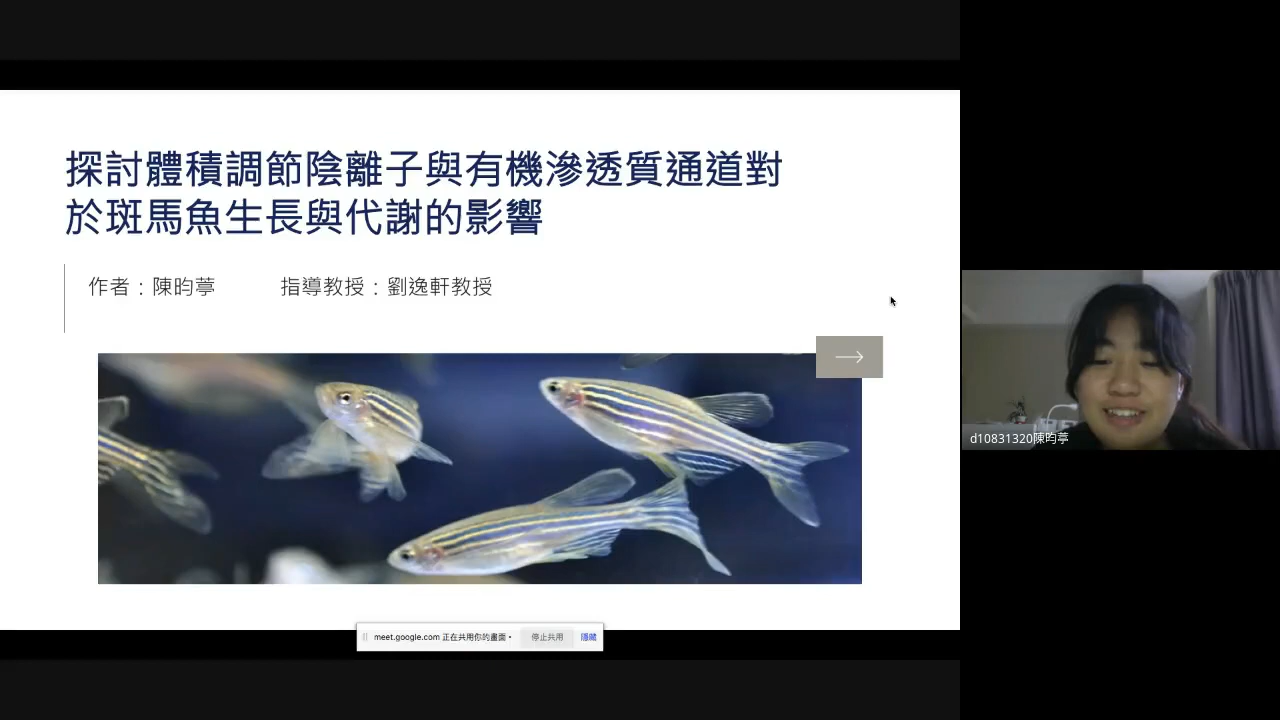 探討體積調節陰離子與有機滲透質通道對
於斑馬魚生長與代謝的影響
作者：陳昀葶 指導教授：劉逸軒教授
d10831320陳昀葶
meet.google.com 正在共用你的畫面。 停止共用 隱藏